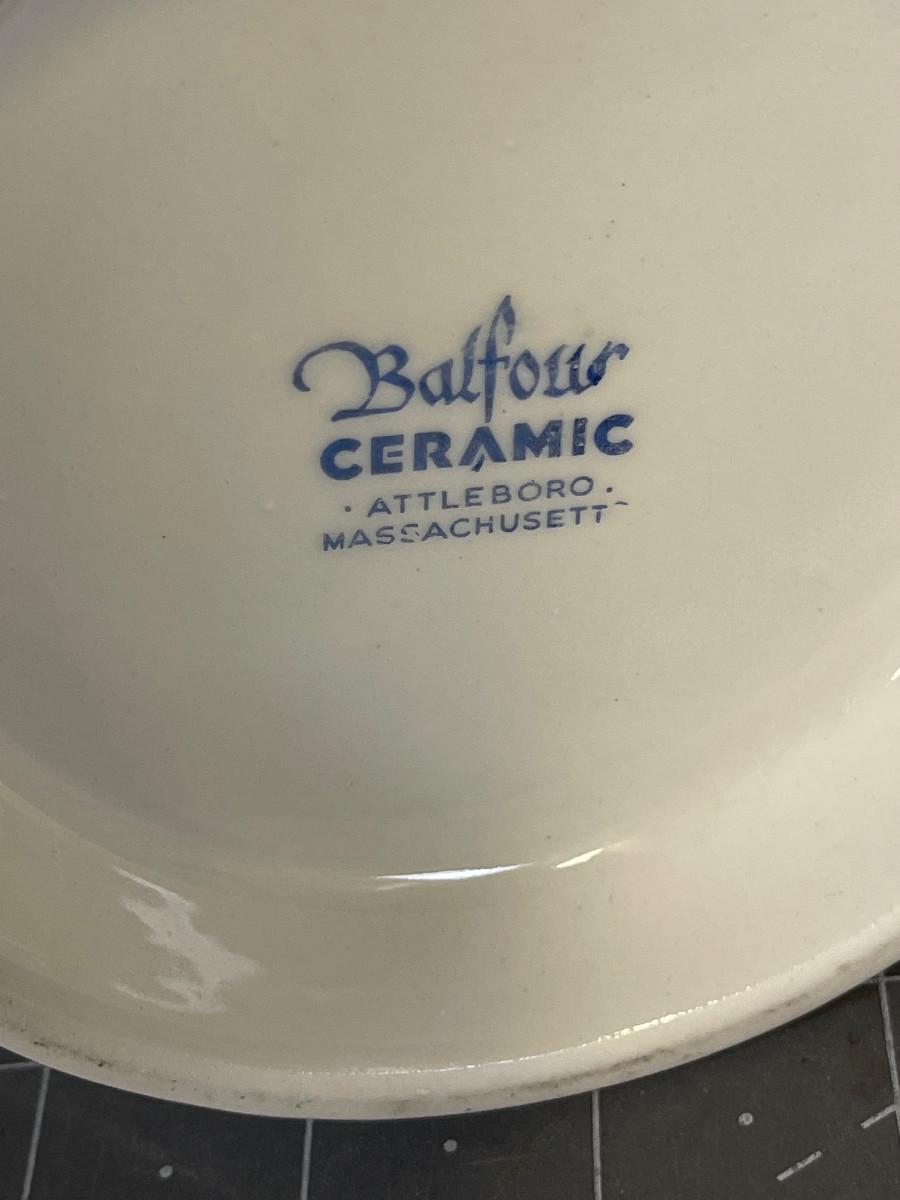 Balfour
CERAMIC
· ATTLEBORO ·
MASSACHUSETTS